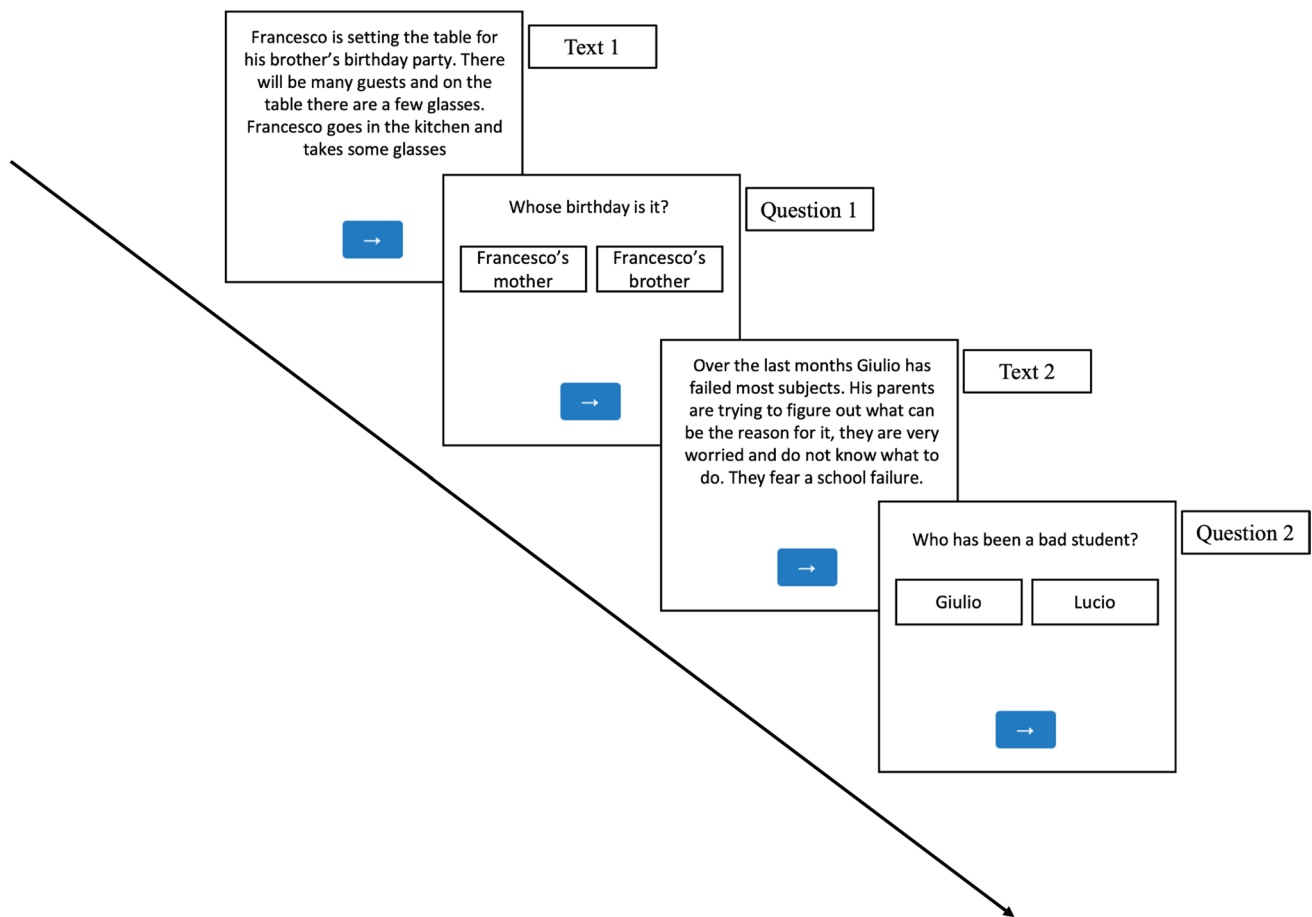 Francesco is setting the table for
his brother’s birthday party. There
will be many guests and on the
table there are a few glasses.
Francesco goes in the kitchen and
takes some glasses
→
Text 1
Whose birthday is it?
Francesco’s
mother
Francesco’s
brother
→
Question 1
Over the last months Giulio has
failed most subjects. His parents
are trying to figure out what can
be the reason for it, they are very
worried and do not know what to
do. They fear a school failure.
→
Text 2
Who has been a bad student?
Giulio
Lucio
→
Question 2